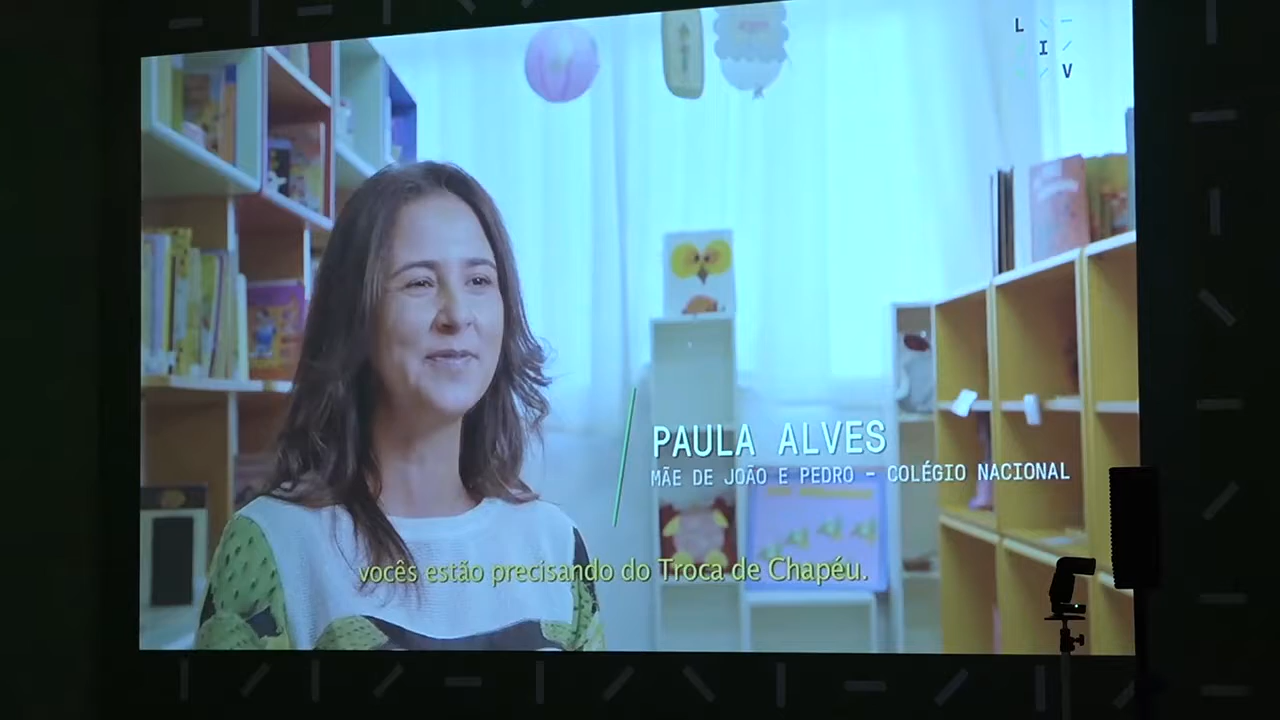 L
I
V
PAULA ALVES
MÃE DE JOÃO E PEDRO - COLÉGIO NACIONAL
vocês estão precisando do Troca de Chapéu.